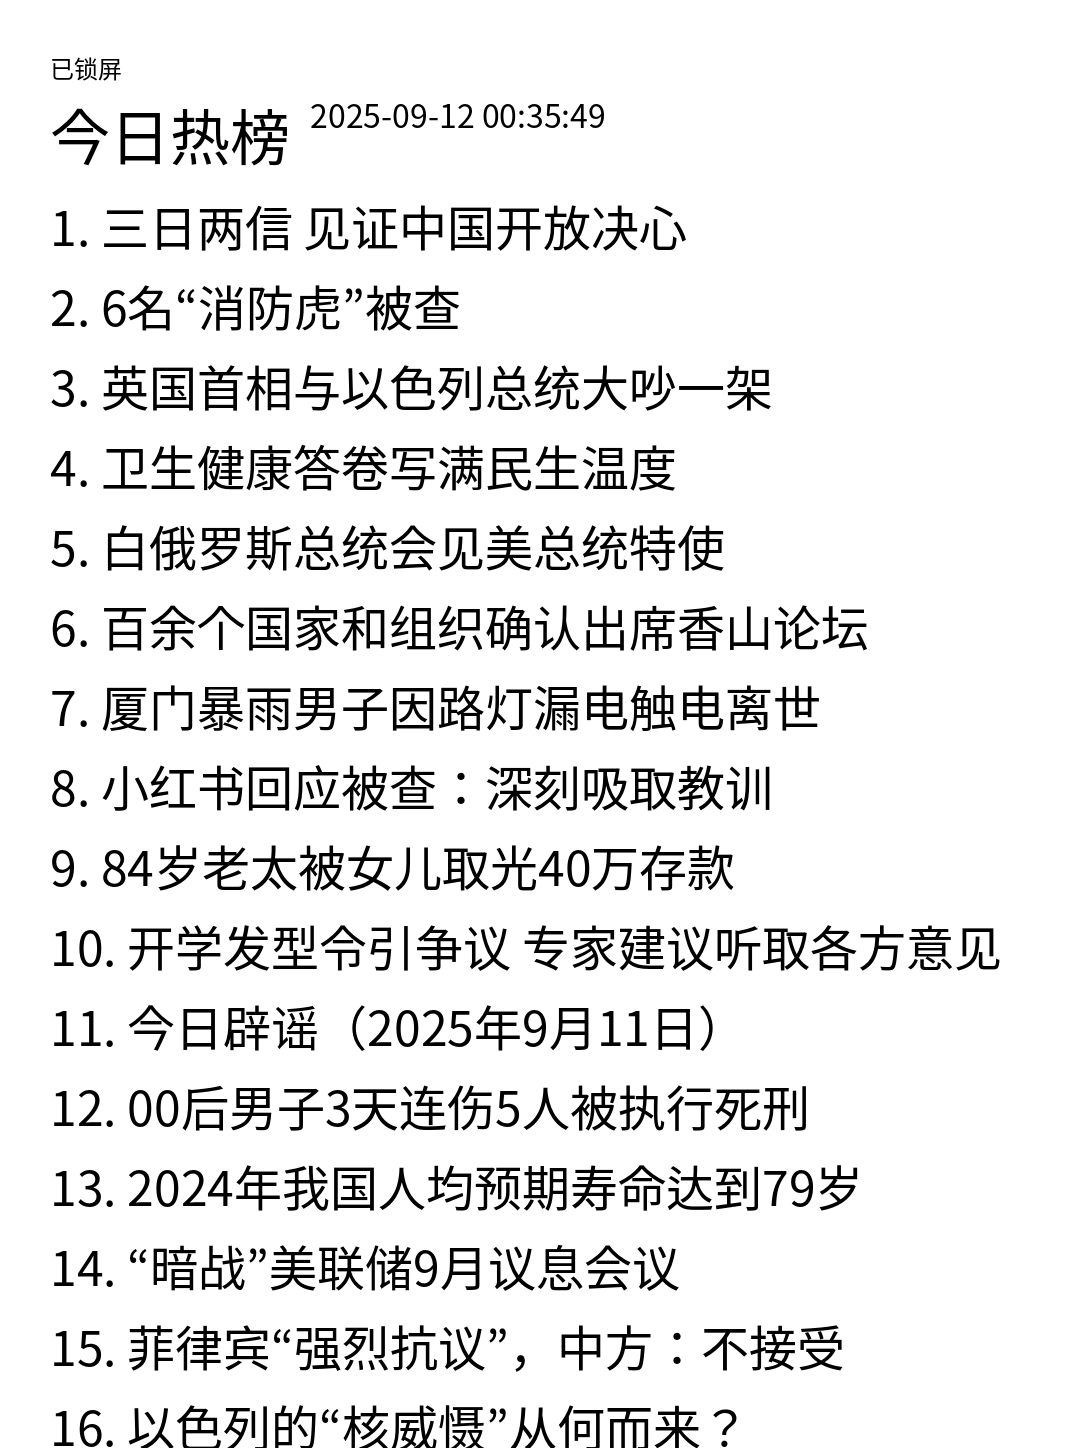 已锁屏
今日热榜 2025-09-12 00:35:49
1. 三日两信 见证中国开放决心
2. 6名“消防虎”被查
3. 英国首相与以色列总统大吵一架
4. 卫生健康答卷写满民生温度
5. 白俄罗斯总统会见美总统特使
6. 百余个国家和组织确认出席香山论坛
7. 厦门暴雨男子因路灯漏电触电离世
8. 小红书回应被查：深刻吸取教训
9. 84岁老太被女儿取光40万存款
10. 开学发型令引争议 专家建议听取各方意见
11. 今日辟谣（2025年9月11日）
12. 00后男子3天连伤5人被执行死刑
13. 2024年我国人均预期寿命达到79岁
14. “暗战”美联储9月议息会议
15. 菲律宾“强烈抗议”，中方：不接受
16. 以色列的“核威慑”从何而来？